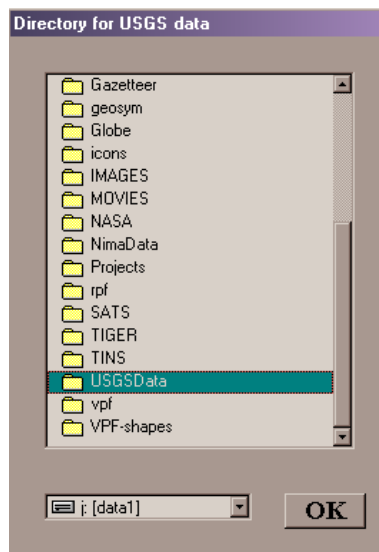 Directory for USGS data
Gazetteer
geosym
Globe
icons
IMAGES
MOVIES
NASA
NimaData
Projects
rpf
SATS
TIGER
TINS
USGSData
vpf
VPF-shapes
j: [data1]
OK